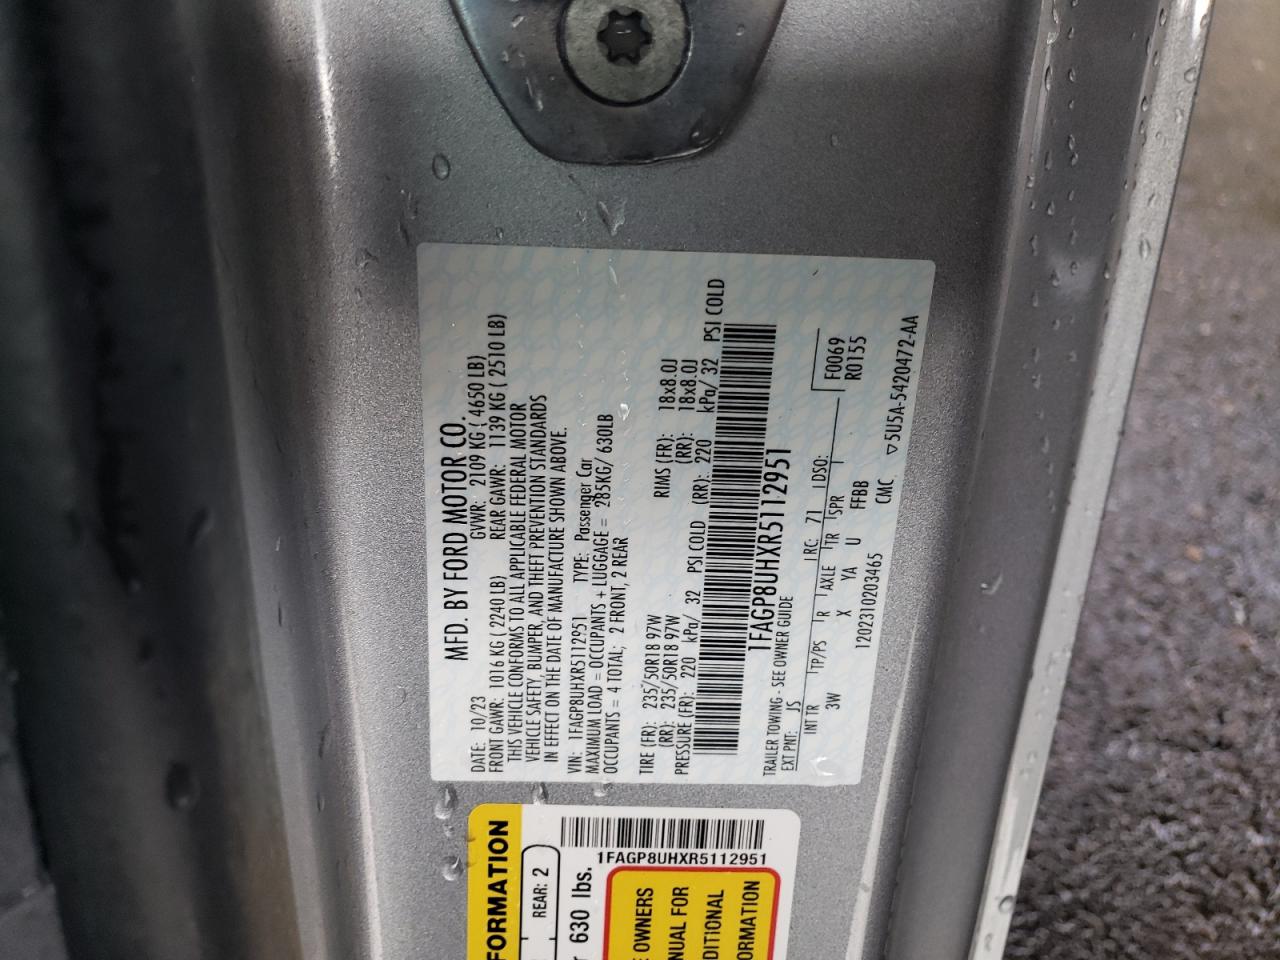 MFD. BY FORD MOTOR CO.
DATE: 10/23 GVWR: 2109 KG ( 4650 LB)
FRONT GAWR: 1016 KG ( 2240 LB) REAR GAWR: 1139 KG ( 2510 LB)
THIS VEHICLE CONFORMS TO ALL APPLICABLE FEDERAL MOTOR
VEHICLE SAFETY, BUMPER, AND THEFT PREVENTION STANDARDS
IN EFFECT ON THE DATE OF MANUFACTURE SHOWN ABOVE.
VIN: 1FAGP8UHXR5112951 TYPE: Passenger Car
MAXIMUM LOAD = OCCUPANTS + LUGGAGE = 285KG/ 630LB
OCCUPANTS = 4 TOTAL; 2 FRONT, 2 REAR
TIRE (FR): 235/50R18 97W RIMS (FR): 18x8.0J
(RR): 235/50R18 97W (RR): 18x8.0J
PRESSURE (FR): 220 kPa/ 32 PSI COLD (RR): 220 kPa/ 32 PSI COLD
1FAGP8UHXR5112951
TRAILER TOWING - SEE OWNER GUIDE
EXT PNT: JS RC: 71 DSO:
INT TR TP/PS R AXLE TR SPR
3W X YA U FFBB
F0069
R0155
1202310203465 CMC
▽5U5A-5420472-AA
1FAGP8UHXR5112951
FORMATION
REAR: 2
630 lbs.
OWNERS
NUAL FOR
DITIONAL
ORMATION